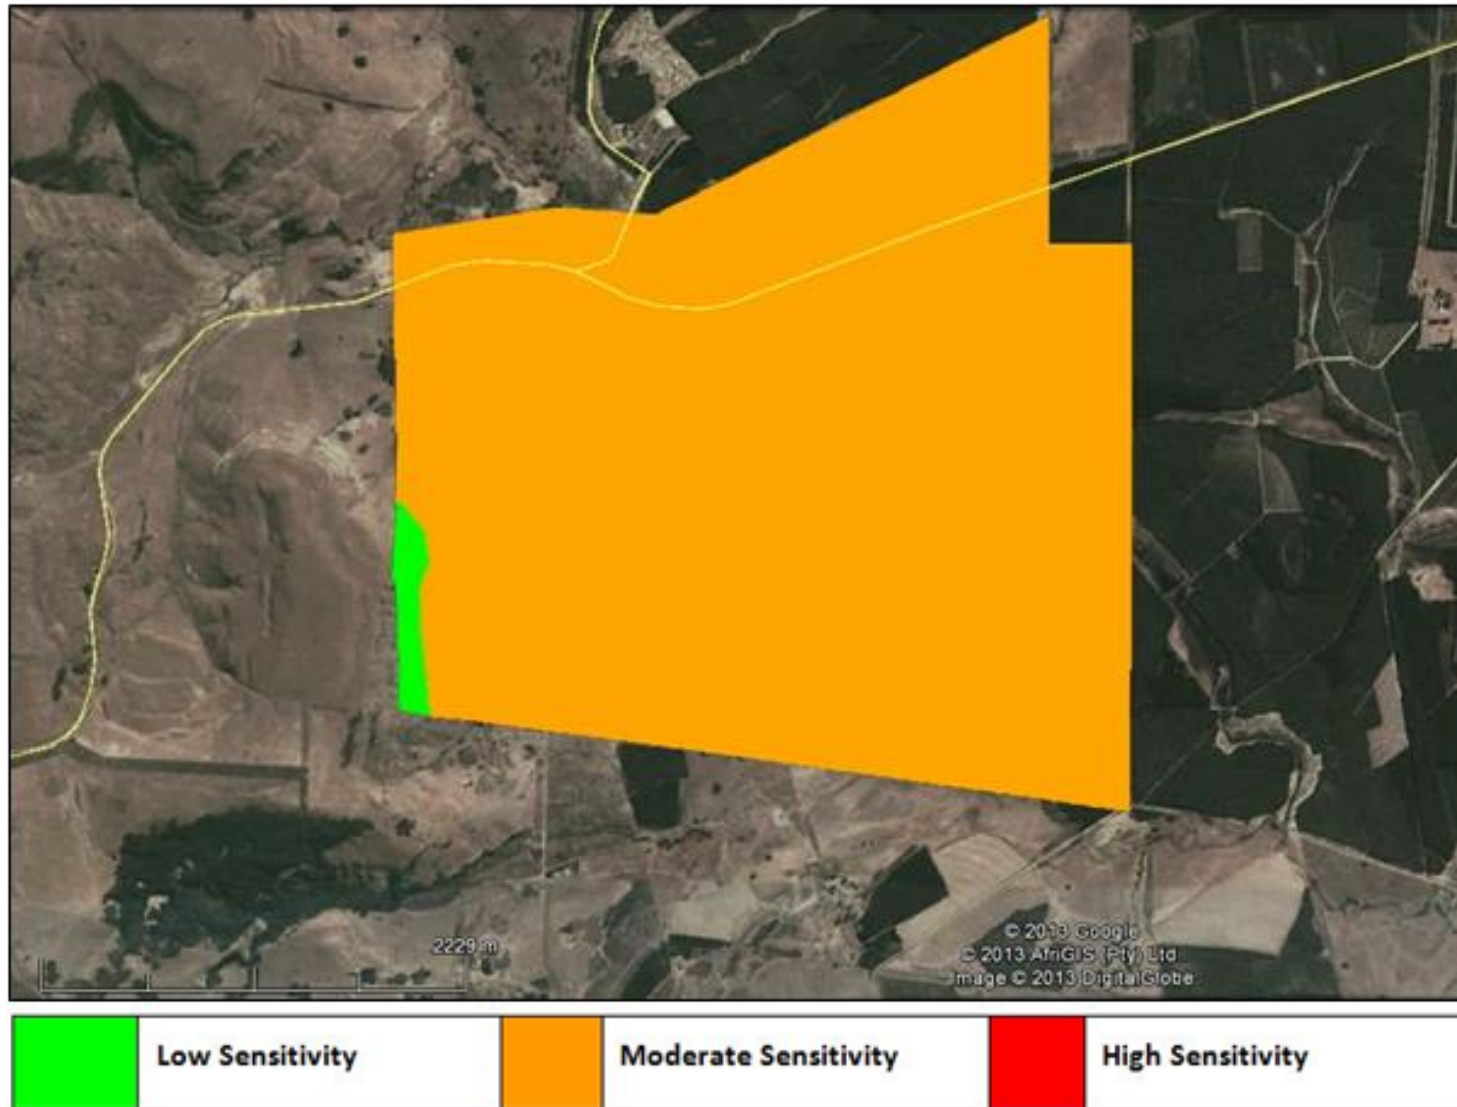 2229 m
© 2013 Google
© 2013 AfriGIS (Pty) Ltd
Image © 2013 DigitalGlobe
Low Sensitivity
Moderate Sensitivity
High Sensitivity